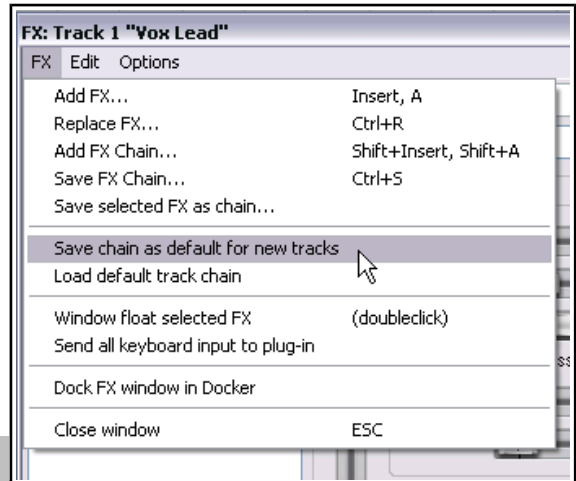 FX: Track 1 "Vox Lead"
FX Edit Options
Add FX... Insert, A
Replace FX... Ctrl+R
Add FX Chain... Shift+Insert, Shift+A
Save FX Chain... Ctrl+S
Save selected FX as chain...
Save chain as default for new tracks
Load default track chain
Window float selected FX (doubleclick)
Send all keyboard input to plug-in
Dock FX window in Docker
Close window ESC